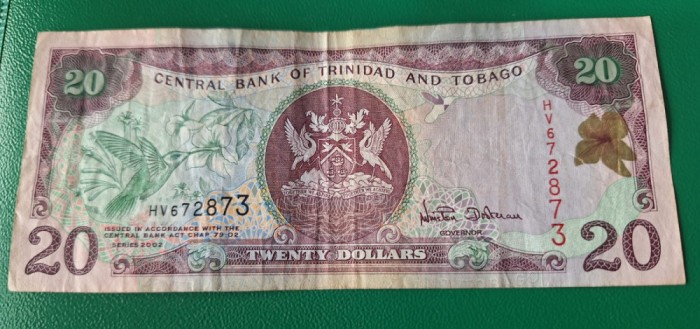 20
20
CENTRAL BANK OF TRINIDAD AND TOBAGO
HV672873
HV672873
ISSUED IN ACCORDANCE WITH THE
CENTRAL BANK ACT CHAP 79:02
SERIES 2002
GOVERNOR
20
TWENTY DOLLARS
20